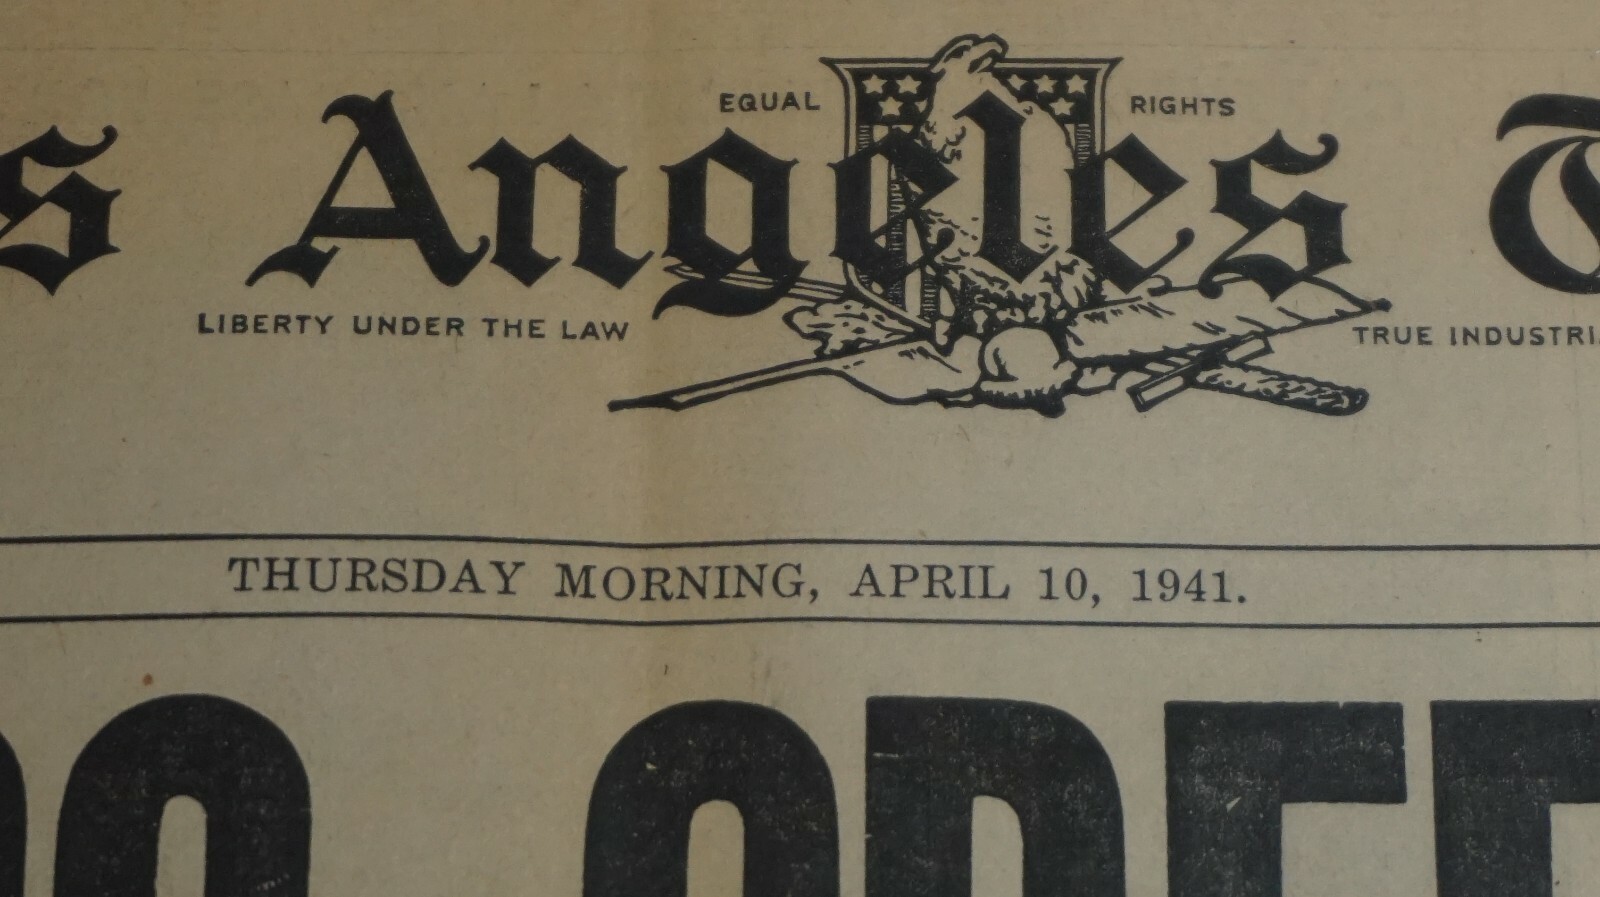 EQUAL RIGHTS
s Angeles T
LIBERTY UNDER THE LAW TRUE INDUSTRI
THURSDAY MORNING, APRIL 10, 1941.